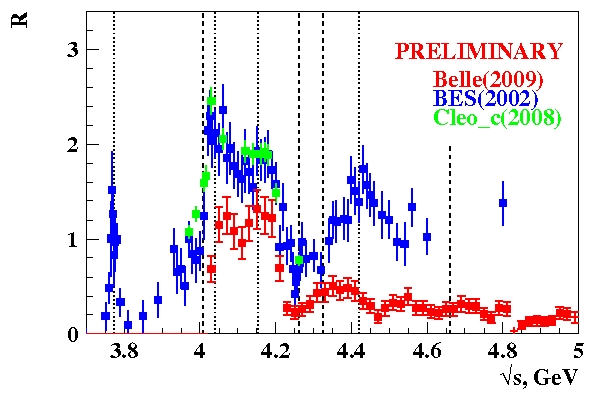 R
3
PRELIMINARY
Belle(2009)
BES(2002)
Cleo_c(2008)
2
1
0
3.8 4 4.2 4.4 4.6 4.8 5
√s, GeV